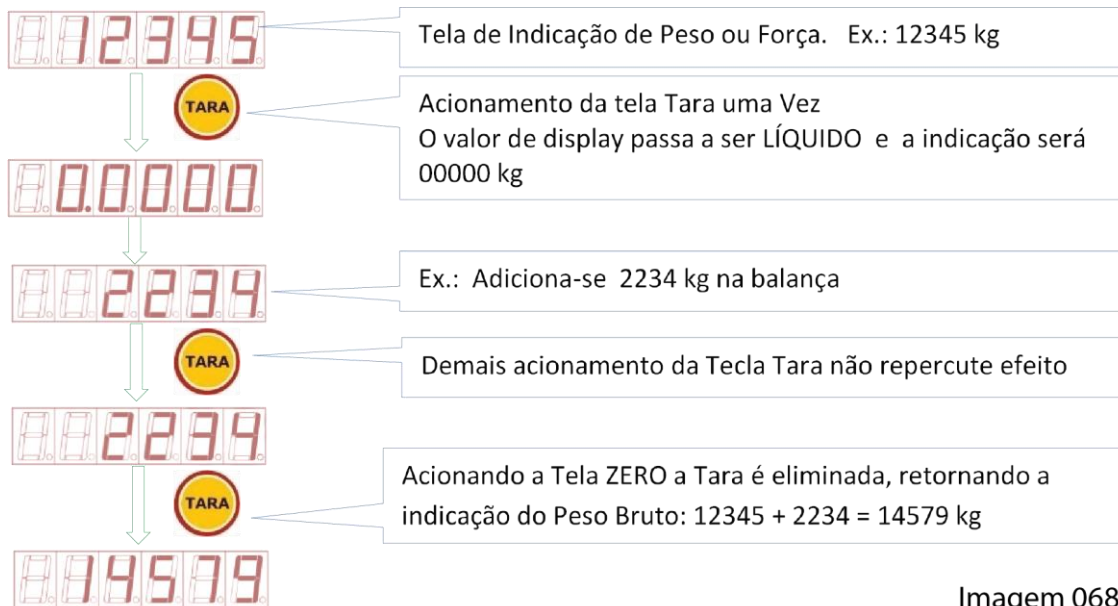 12345
Tela de Indicação de Peso ou Força. Ex.: 12345 kg
TARA
Acionamento da tela Tara uma Vez
O valor de display passa a ser LÍQUIDO e a indicação será
00000 kg
0.0000
2234
Ex.: Adiciona-se 2234 kg na balança
TARA
Demais acionamento da Tecla Tara não repercute efeito
2234
TARA
Acionando a Tela ZERO a Tara é eliminada, retornando a
indicação do Peso Bruto: 12345 + 2234 = 14579 kg
14579
Imagem 068